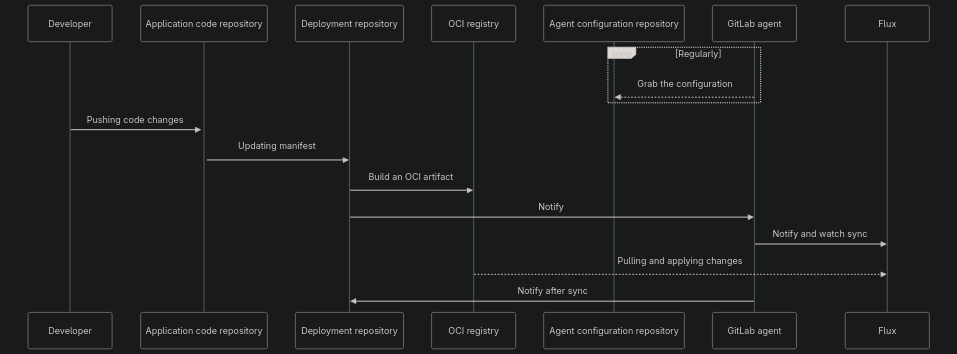 Developer
Application code repository
Deployment repository
OCI registry
Agent configuration repository
GitLab agent
Flux
[Regularly]
Grab the configuration
Pushing code changes
Updating manifest
Build an OCI artifact
Notify
Notify and watch sync
Pulling and applying changes
Notify after sync
Developer
Application code repository
Deployment repository
OCI registry
Agent configuration repository
GitLab agent
Flux